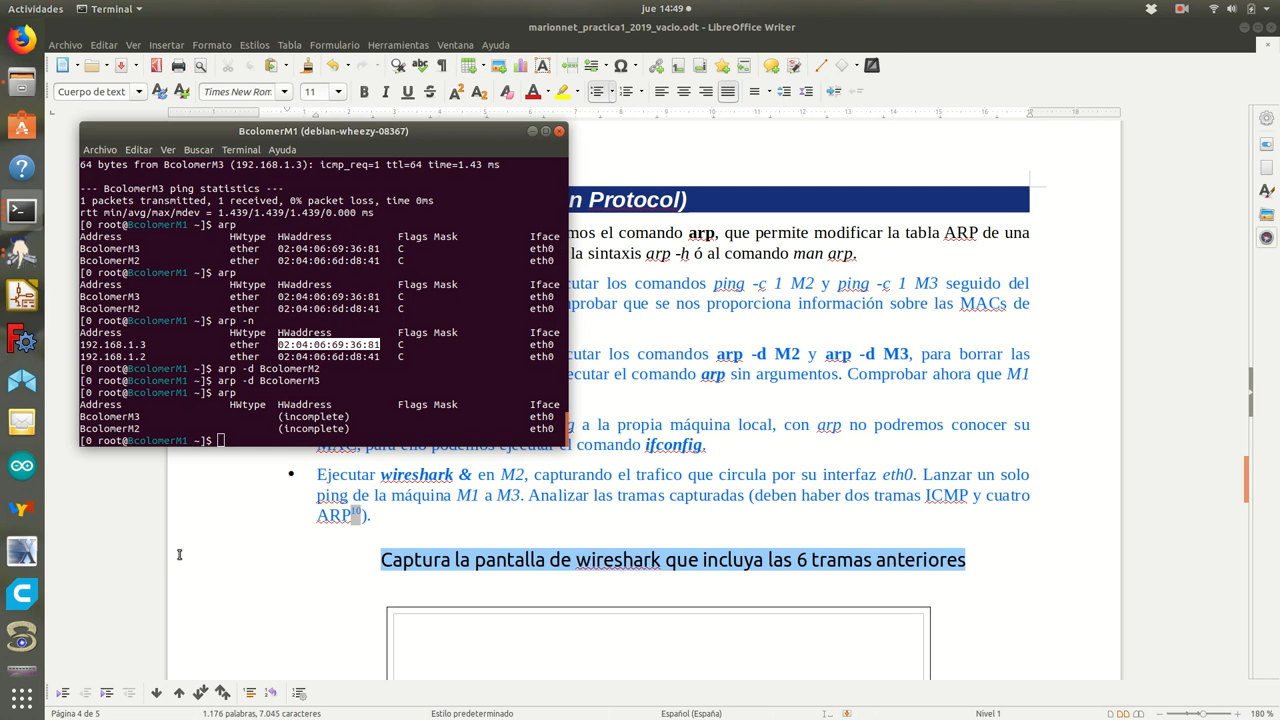 Actividades
Terminal
jue 14:49
marionnet_practica1_2019_vacio.odt - LibreOffice Writer
Archivo Editar Ver Insertar Formato Estilos Tabla Formulario Herramientas Ventana Ayuda
Cuerpo de text
Times New Rom
11
BcolomerM1 (debian-wheezy-08367)
Archivo Editar Ver Buscar Terminal Ayuda
64 bytes from BcolomerM3 (192.168.1.3): icmp_req=1 ttl=64 time=1.43 ms
--- BcolomerM3 ping statistics ---
1 packets transmitted, 1 received, 0% packet loss, time 0ms
rtt min/avg/max/mdev = 1.439/1.439/1.439/0.000 ms
[0 root@BcolomerM1 ~]$ arp
Address HWtype HWaddress Flags Mask Iface
BcolomerM3 ether 02:04:06:69:36:81 C eth0
BcolomerM2 ether 02:04:06:6d:d8:41 C eth0
[0 root@BcolomerM1 ~]$ arp
Address HWtype HWaddress Flags Mask Iface
BcolomerM3 ether 02:04:06:69:36:81 C eth0
BcolomerM2 ether 02:04:06:6d:d8:41 C eth0
[0 root@BcolomerM1 ~]$ arp -n
Address HWtype HWaddress Flags Mask Iface
192.168.1.3 ether 02:04:06:69:36:81 C eth0
192.168.1.2 ether 02:04:06:6d:d8:41 C eth0
[0 root@BcolomerM1 ~]$ arp -d BcolomerM2
[0 root@BcolomerM1 ~]$ arp -d BcolomerM3
[0 root@BcolomerM1 ~]$ arp
Address HWtype HWaddress Flags Mask Iface
BcolomerM3 (incomplete) eth0
BcolomerM2 (incomplete) eth0
[0 root@BcolomerM1 ~]$
n Protocol)
mos el comando arp, que permite modificar la tabla ARP de una
la sintaxis arp -h ó al comando man arp.
cutar los comandos ping -c 1 M2 y ping -c 1 M3 seguido del
probar que se nos proporciona información sobre las MACs de
cutar los comandos arp -d M2 y arp -d M3, para borrar las
ecutar el comando arp sin argumentos. Comprobar ahora que M1
g a la propia máquina local, con arp no podremos conocer su
MAC, para ello podemos ejecutar el comando ifconfig.
• Ejecutar wireshark & en M2, capturando el trafico que circula por su interfaz eth0. Lanzar un solo
ping de la máquina M1 a M3. Analizar las tramas capturadas (deben haber dos tramas ICMP y cuatro
ARP10).
Captura la pantalla de wireshark que incluya las 6 tramas anteriores
Página 4 de 5
1.176 palabras, 7.045 caracteres
Estilo predeterminado
Español (España)
Nivel 1
180 %